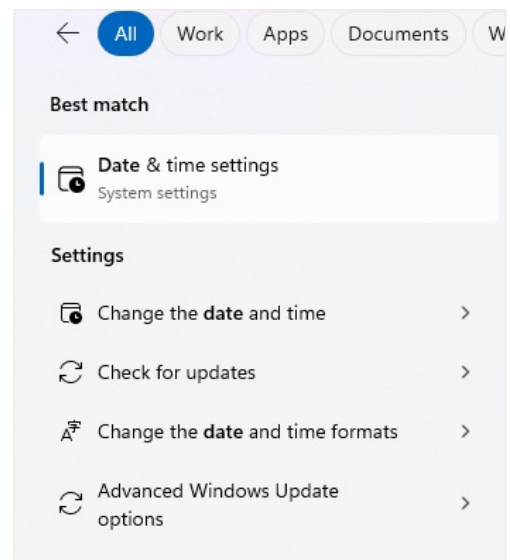 All Work Apps Documents W
Best match
Date & time settings
System settings
Settings
Change the date and time
Check for updates
Change the date and time formats
Advanced Windows Update
options